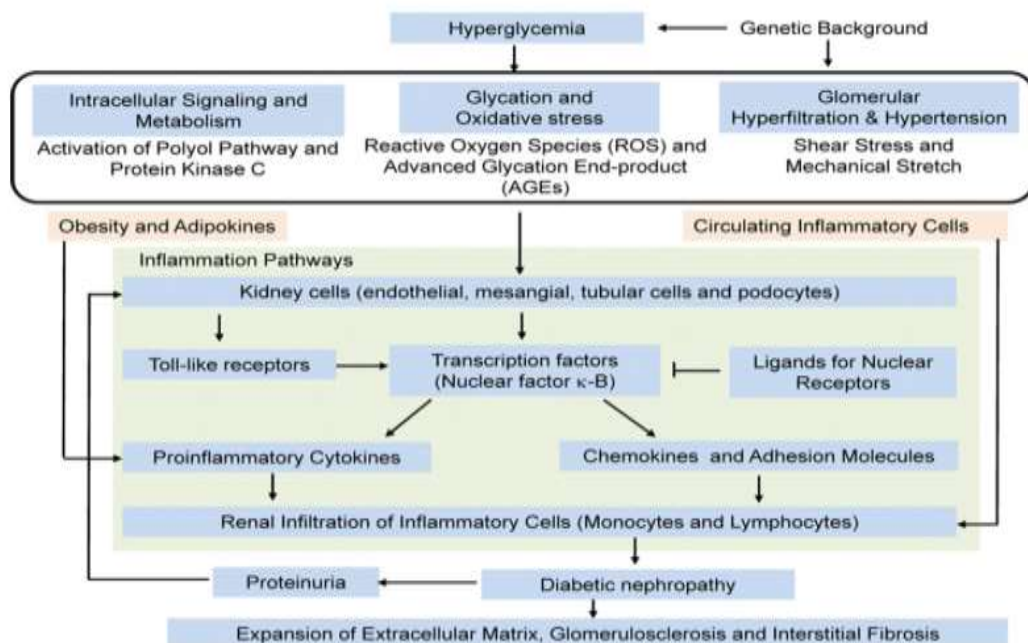 Hyperglycemia
Genetic Background
Intracellular Signaling and
Metabolism
Activation of Polyol Pathway and
Protein Kinase C
Glycation and
Oxidative stress
Reactive Oxygen Species (ROS) and
Advanced Glycation End-product
(AGEs)
Glomerular
Hyperfiltration & Hypertension
Shear Stress and
Mechanical Stretch
Obesity and Adipokines
Circulating Inflammatory Cells
Inflammation Pathways
Kidney cells (endothelial, mesangial, tubular cells and podocytes)
Toll-like receptors
Transcription factors
(Nuclear factor κ-B)
Ligands for Nuclear
Receptors
Proinflammatory Cytokines
Chemokines and Adhesion Molecules
Renal Infiltration of Inflammatory Cells (Monocytes and Lymphocytes)
Proteinuria
Diabetic nephropathy
Expansion of Extracellular Matrix, Glomerulosclerosis and Interstitial Fibrosis